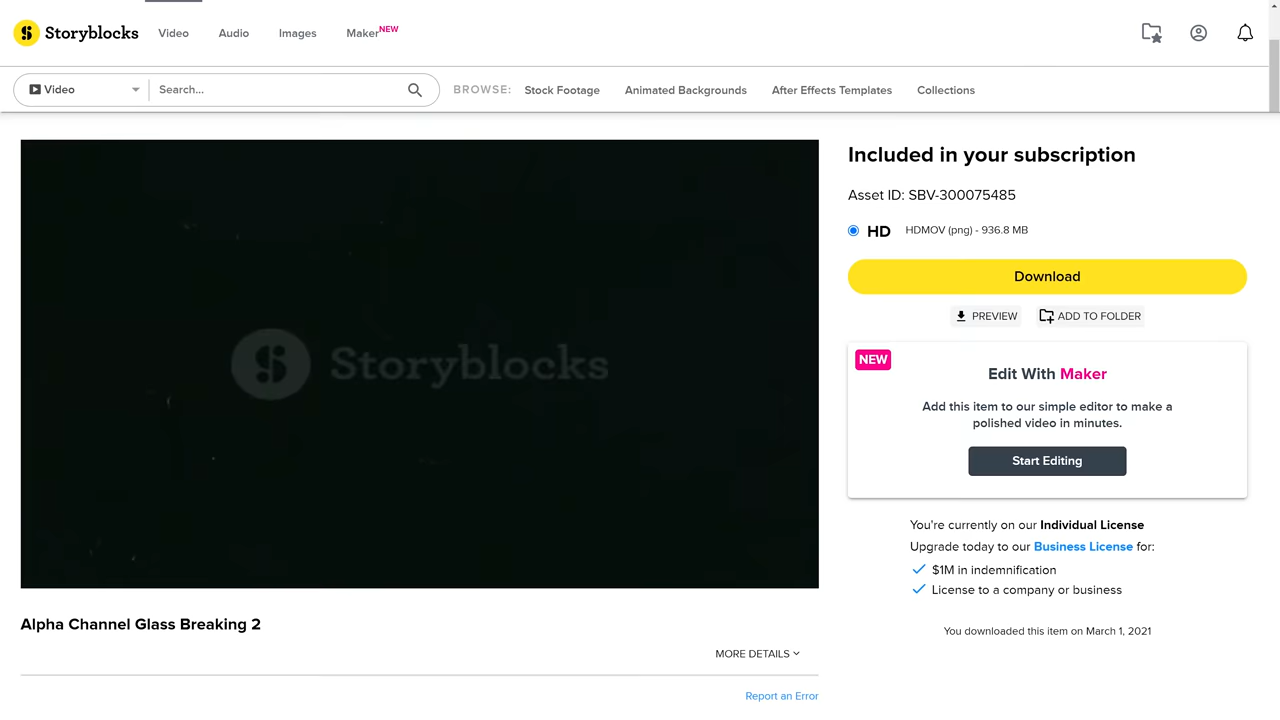 Storyblocks
Video
Audio
Images
Maker NEW
Video
Search...
BROWSE:
Stock Footage
Animated Backgrounds
After Effects Templates
Collections
Storyblocks
Included in your subscription
Asset ID: SBV-300075485
HD HDMOV (png) - 936.8 MB
Download
PREVIEW
ADD TO FOLDER
NEW
Edit With Maker
Add this item to our simple editor to make a
polished video in minutes.
Start Editing
You're currently on our Individual License
Upgrade today to our Business License for:
$1M in indemnification
License to a company or business
You downloaded this item on March 1, 2021
Alpha Channel Glass Breaking 2
MORE DETAILS
Report an Error